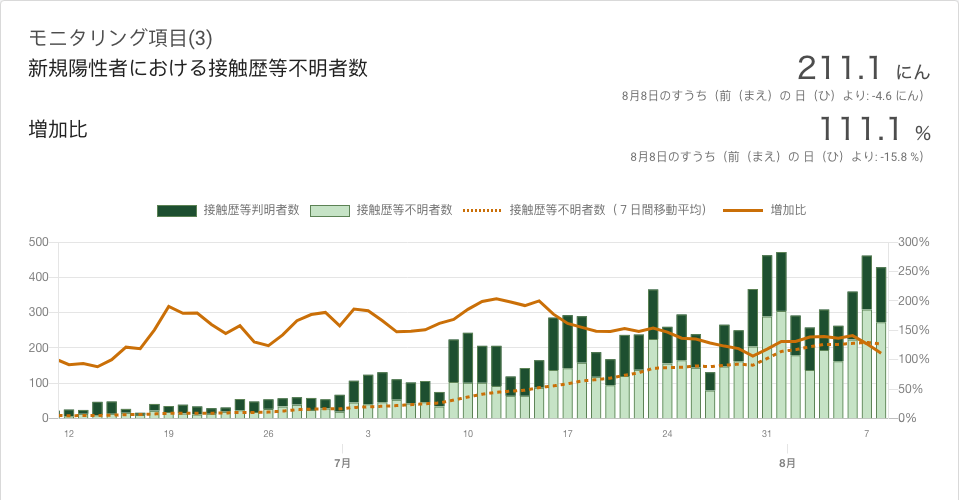 モニタリング項目(3)
新規陽性者における接触歴等不明者数
211.1 にん
8月8日のすうち（前（まえ）の 日（ひ）より: -4.6 にん）
増加比
111.1 %
8月8日のすうち（前（まえ）の 日（ひ）より: -15.8 %）
接触歴等判明者数 接触歴等不明者数 接触歴等不明者数（７日間移動平均） 増加比
500 300%
250%
400
200%
300
150%
200
100%
100
50%
0 0%
12 19 26 3 10 17 24 31 7
7月 8月